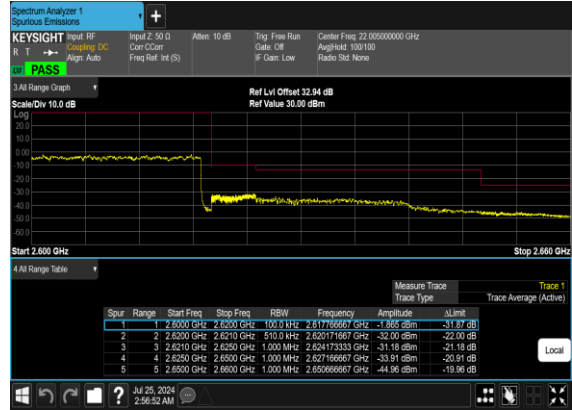 Spectrum Analyzer 1
Spurious Emissions
KEYSIGHT Input: RF Input Z: 50 Ω Atten: 10 dB Trig: Free Run Center Freq: 22.005000000 GHz
R T Coupling: DC Corr CCorr Gate: Off Avg|Hold: 100/100
Align: Auto Freq Ref: Int (S) IF Gain: Low Radio Std: None
PASS
3 All Range Graph
Ref Lvl Offset 32.94 dB
Scale/Div 10.0 dB Ref Value 30.00 dBm
Log
20.0
10.0
0.00
-10.0
-20.0
-30.0
-40.0
-50.0
-60.0
Start 2.600 GHz Stop 2.660 GHz
4 All Range Table
Measure Trace Trace 1
Trace Type Trace Average (Active)
Spur Range Start Freq Stop Freq RBW Frequency Amplitude ΔLimit
1 1 2.6000 GHz 2.6200 GHz 100.0 kHz 2.617766667 GHz -1.865 dBm -31.87 dB
2 2 2.6200 GHz 2.6210 GHz 510.0 kHz 2.620171667 GHz -32.00 dBm -22.00 dB
3 3 2.6210 GHz 2.6250 GHz 1.000 MHz 2.624173333 GHz -31.18 dBm -21.18 dB
4 4 2.6250 GHz 2.6500 GHz 1.000 MHz 2.627166667 GHz -33.91 dBm -20.91 dB
5 5 2.6500 GHz 2.6600 GHz 1.000 MHz 2.650666667 GHz -44.96 dBm -19.96 dB
Local
? Jul 25, 2024
2:56:52 AM